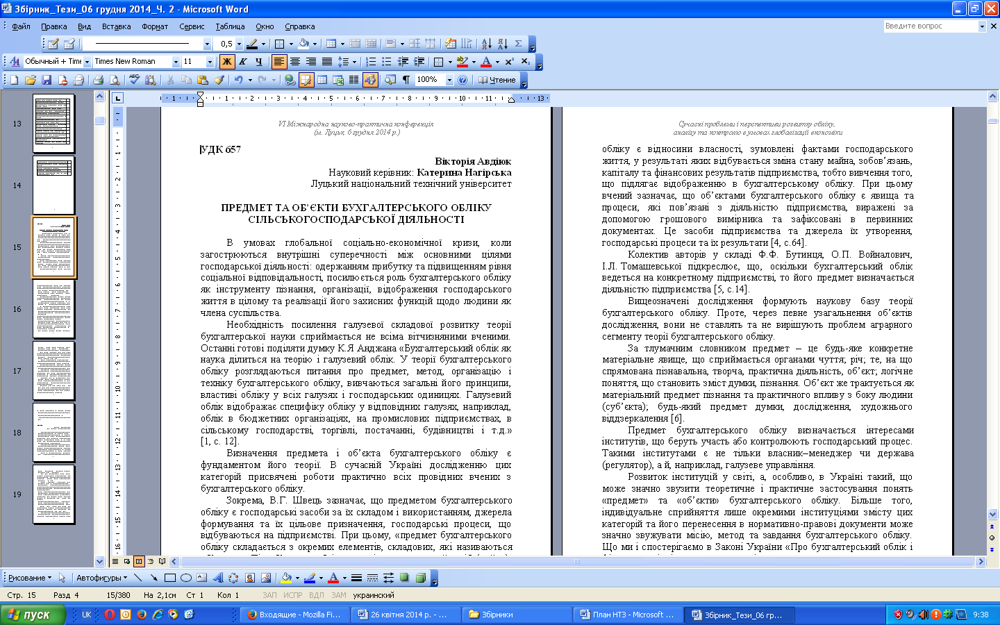 Збірник_Тези_06 грудня 2014_Ч. 2 - Microsoft Word
Файл Правка Вид Вставка Формат Сервис Таблица Окно Справка
Введите вопрос
0,5
Обычный + Time
Times New Roman
11
Ж К Ч
100%
Чтение
13
14
15
16
17
18
19
VI Міжнародна науково-практична конференція
(м. Луцьк, 6 грудня 2014 р.)
УДК 657
Вікторія Авдіюк
Науковий керівник: Катерина Нагірська
Луцький національний технічний університет
ПРЕДМЕТ ТА ОБ’ЄКТИ БУХГАЛТЕРСЬКОГО ОБЛІКУ
СІЛЬСЬКОГОСПОДАРСЬКОЇ ДІЯЛЬНОСТІ
В умовах глобальної соціально-економічної кризи, коли
загострюються внутрішні суперечності між основними цілями
господарської діяльності: одержанням прибутку та підвищенням рівня
соціальної відповідальності, посилюється роль бухгалтерського обліку
як інструменту пізнання, організації, відображення господарського
життя в цілому та реалізації його захисних функцій щодо людини як
члена суспільства.
Необхідність посилення галузевої складової розвитку теорії
бухгалтерської науки сприймається не всіма вітчизняними вченими.
Останні готові поділяти думку К.Я Анджана «Бухгалтерський облік як
наука ділиться на теорію і галузевий облік. У теорії бухгалтерського
обліку розглядаються питання про предмет, метод, організацію і
техніку бухгалтерського обліку, вивчаються загальні його принципи,
властиві обліку у всіх галузях і господарських одиницях. Галузевий
облік відображає специфіку обліку у відповідних галузях, наприклад,
облік в бюджетних організаціях, на промислових підприємствах, в
сільському господарстві, торгівлі, постачанні, будівництві і т.д.»
[1, с. 12].
Визначення предмета і об’єкта бухгалтерського обліку є
фундаментом його теорії. В сучасній Україні дослідженню цих
категорій присвячені роботи практично всіх провідних вчених з
бухгалтерського обліку.
Зокрема, В.Г. Швець зазначає, що предметом бухгалтерського
обліку є господарські засоби за їх складом і використанням, джерела
формування та їх цільове призначення, господарські процеси, що
відбуваються на підприємстві. При цьому, «предмет бухгалтерського
обліку складається з окремих елементів, складових, які називаються
Сучасні проблеми і перспективи розвитку обліку,
аналізу та контролю в умовах глобалізації економіки
обліку є відносини власності, зумовлені фактами господарського
життя, у результаті яких відбувається зміна стану майна, зобов’язань,
капіталу та фінансових результатів підприємства, тобто вивчення того,
що підлягає відображенню в бухгалтерському обліку. При цьому
вчений зазначає, що об’єктами бухгалтерського обліку є явища та
процеси, які пов’язані з діяльністю підприємства, виражені за
допомогою грошового вимірника та зафіксовані в первинних
документах. Це засоби підприємства та джерела їх утворення,
господарські процеси та їх результати [4, с.64].
Колектив авторів у складі Ф.Ф. Бутинця, О.П. Войналович,
І.Л. Томашевської підкреслює, що, оскільки бухгалтерський облік
ведеться на конкретному підприємстві, то його предмет визначається
діяльністю підприємства [5, с.14].
Вищеозначені дослідження формують наукову базу теорії
бухгалтерського обліку. Проте, через певне узагальнення об’єктів
дослідження, вони не ставлять та не вирішують проблем аграрного
сегменту теорії бухгалтерського обліку.
За тлумачним словником предмет – це будь-яке конкретне
матеріальне явище, що сприймається органами чуття; річ; те, на що
спрямована пізнавальна, творча, практична діяльність, об’єкт; логічне
поняття, що становить зміст думки, пізнання. Об’єкт же трактується як
матеріальний предмет пізнання та практичного впливу з боку людини
(суб’єкта); будь-який предмет думки, дослідження, художнього
віддзеркалення [6].
Предмет бухгалтерського обліку визначається інтересами
інститутів, що беруть участь або контролюють господарський процес.
Такими інститутами є не тільки власник–менеджер чи держава
(регулятор), а й, наприклад, галузеве управління.
Розвиток інституцій у світі, а, особливо, в Україні такий, що
може значно звузити теоретичне і практичне застосування понять
«предмет» та «об’єкти» бухгалтерського обліку. Більше того,
індивідуальне сприйняття лише окремими інституціями змісту цих
категорій та його перенесення в нормативно-правові документи може
значно звужувати місію, метод та завдання бухгалтерського обліку.
Що ми і спостерігаємо в Законі України «Про бухгалтерський облік і
Рисование Автофигуры
Стр. 15 Разд 4 15/380 На 2,1см Ст 1 Кол 1 ЗАП ИСПР ВДЛ ЗАМ украинский
пуск UK Входящие - Mozilla Fi... 26 квітня 2014 р. - ... Збірники План НТЗ - Microsoft ... Збірник_Тези_06 гр... 9:38